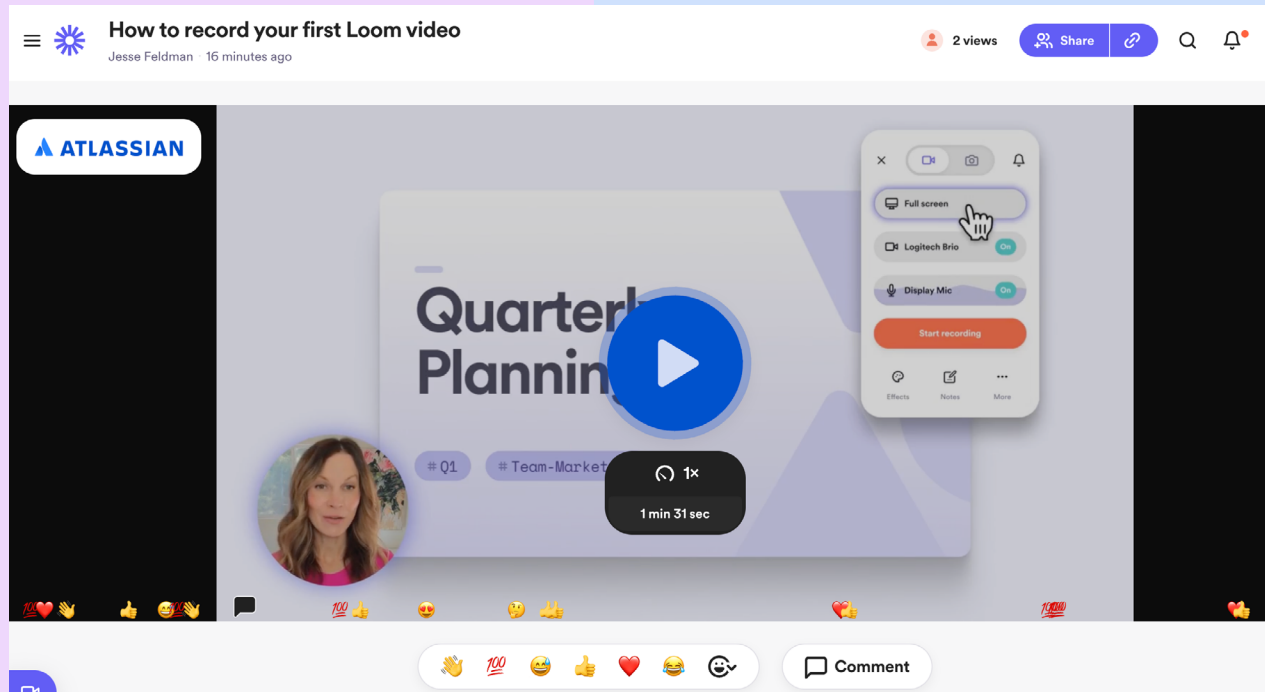 How to record your first Loom video
Jesse Feldman · 16 minutes ago
2 views
Share
ATLASSIAN
Full screen
Logitech Brio On
Display Mic On
Start recording
Effects Notes More
Quarterly
Planning
#Q1 #Team-Market
1×
1 min 31 sec
Comment